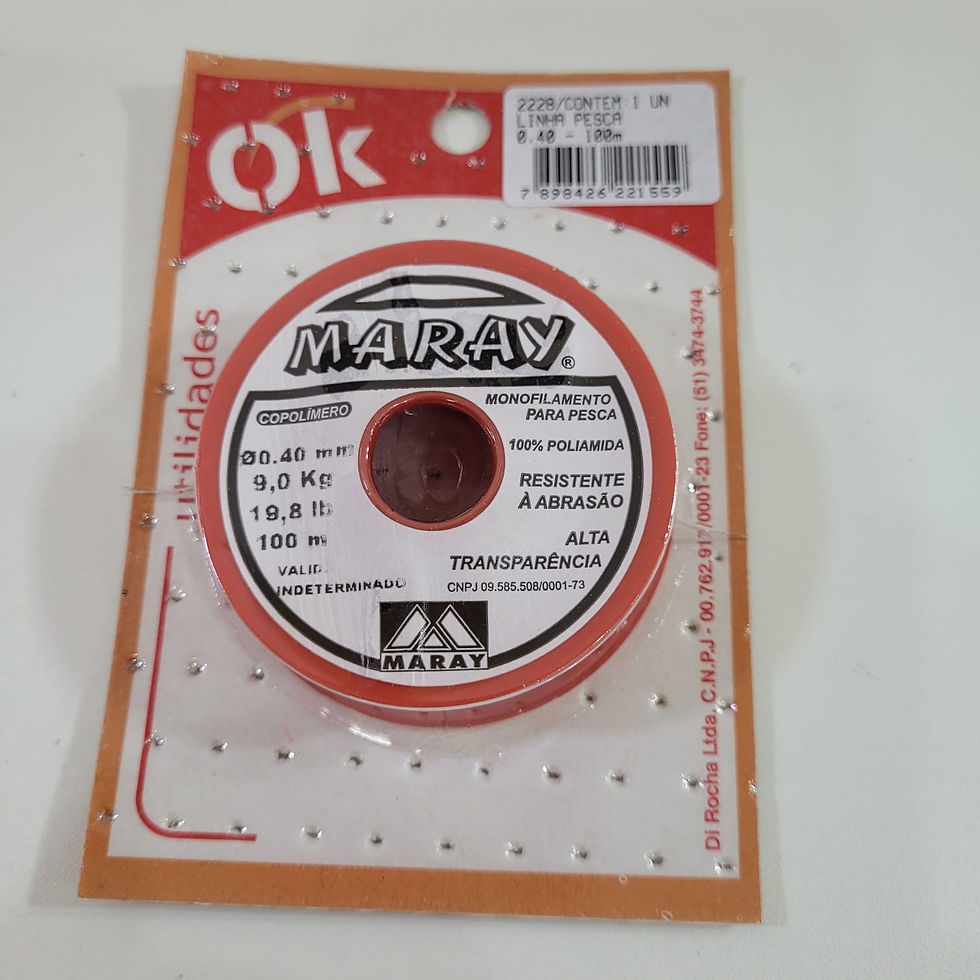 Ok
2228/CONTEM 1 UN
LINHA PESCA
0.40 - 100m
7 898426 221559
Utilidades
MARAY®
COPOLÍMERO
Ø0.40 mm
9,0 Kg
19,8 lb
100 m
VALID.
INDETERMINADO
MONOFILAMENTO
PARA PESCA
100% POLIAMIDA
RESISTENTE
À ABRASÃO
ALTA
TRANSPARÊNCIA
CNPJ 09.585.508/0001-73
MARAY
Di Rocha Ltda. C.N.P.J - 00.762.917/0001-23 Fone: (51) 3474-3744